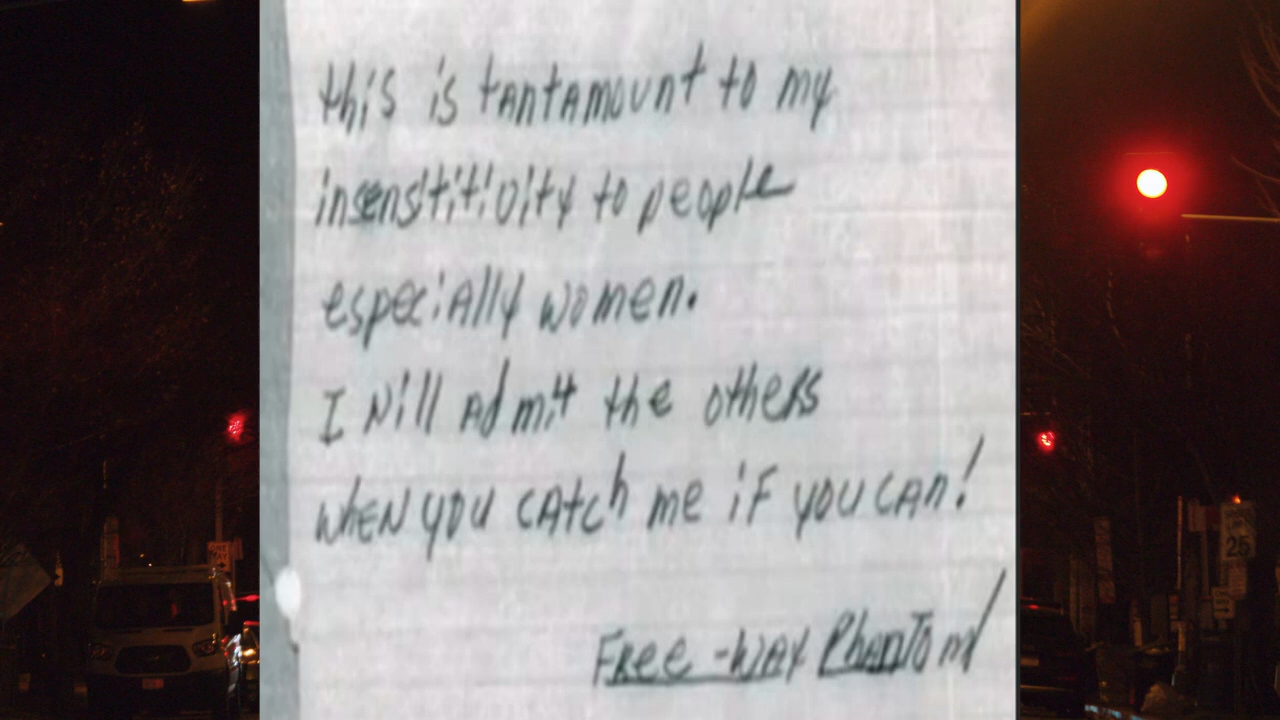 this is tantamount to my
insensititivity to people
especially women.
I will admit the others
when you catch me if you can!
Free-way Phantom
25